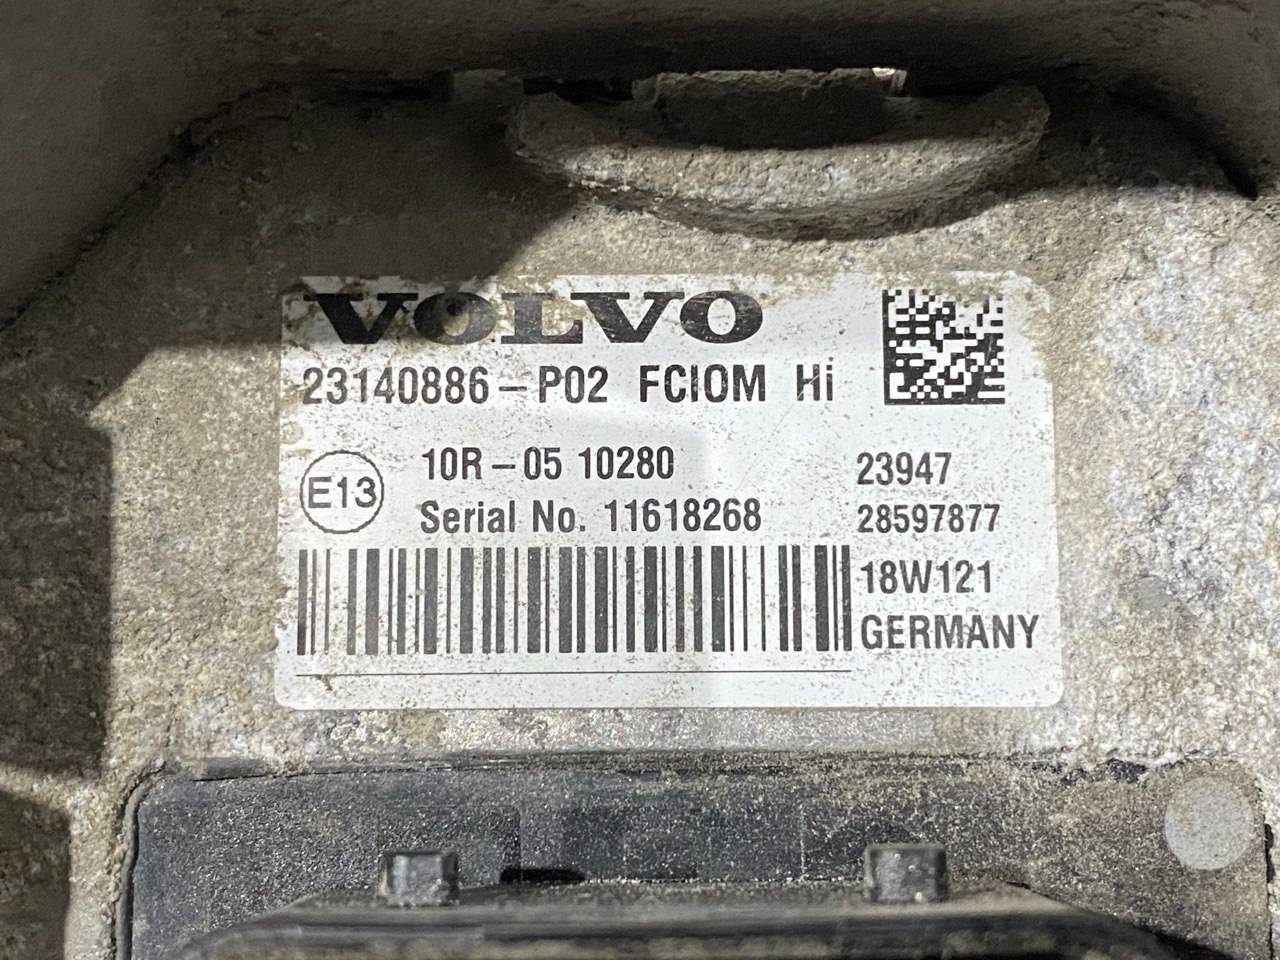 VOLVO
23140886-P02 FCIOM Hi
E13
10R-05 10280
Serial No. 11618268
23947
28597877
18W121
GERMANY